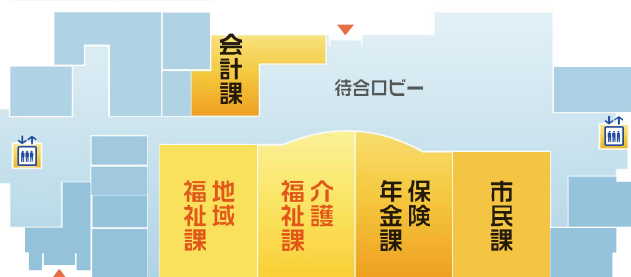 会計課
待合ロビー
地域福祉課
介護福祉課
保険年金課
市民課